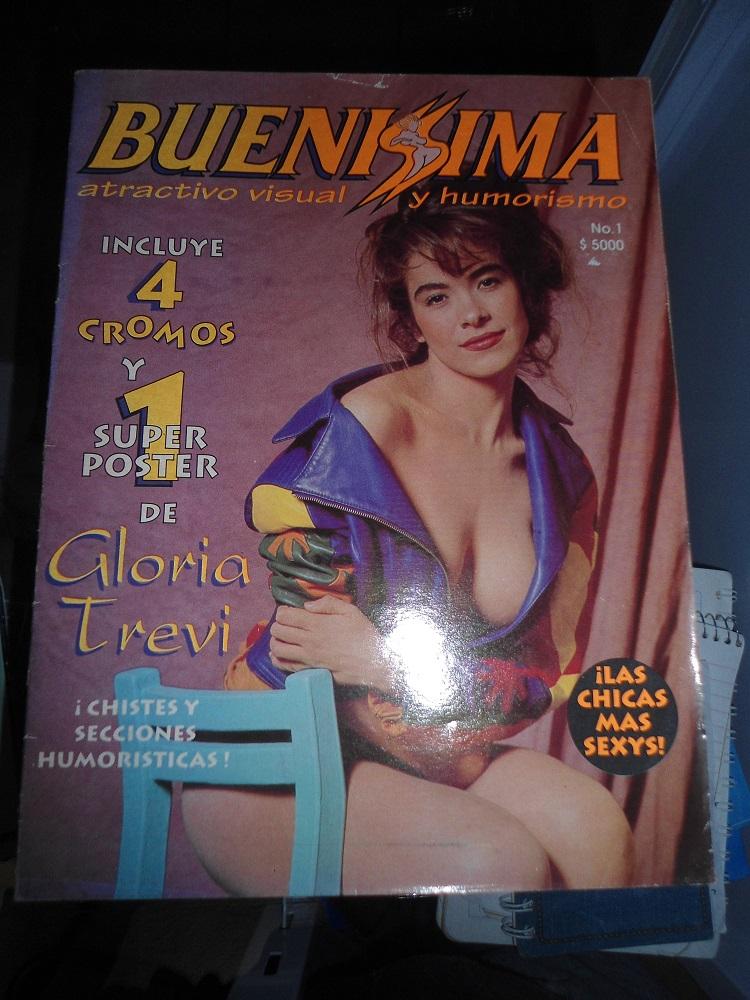 BUENISSIMA
atractivo visual y humorismo
No.1
$ 5000
INCLUYE
4
CROMOS
Y
1
SUPER
POSTER
DE
Gloria
Trevi
¡CHISTES Y
SECCIONES
HUMORISTICAS!
¡LAS
CHICAS
MAS
SEXYS!